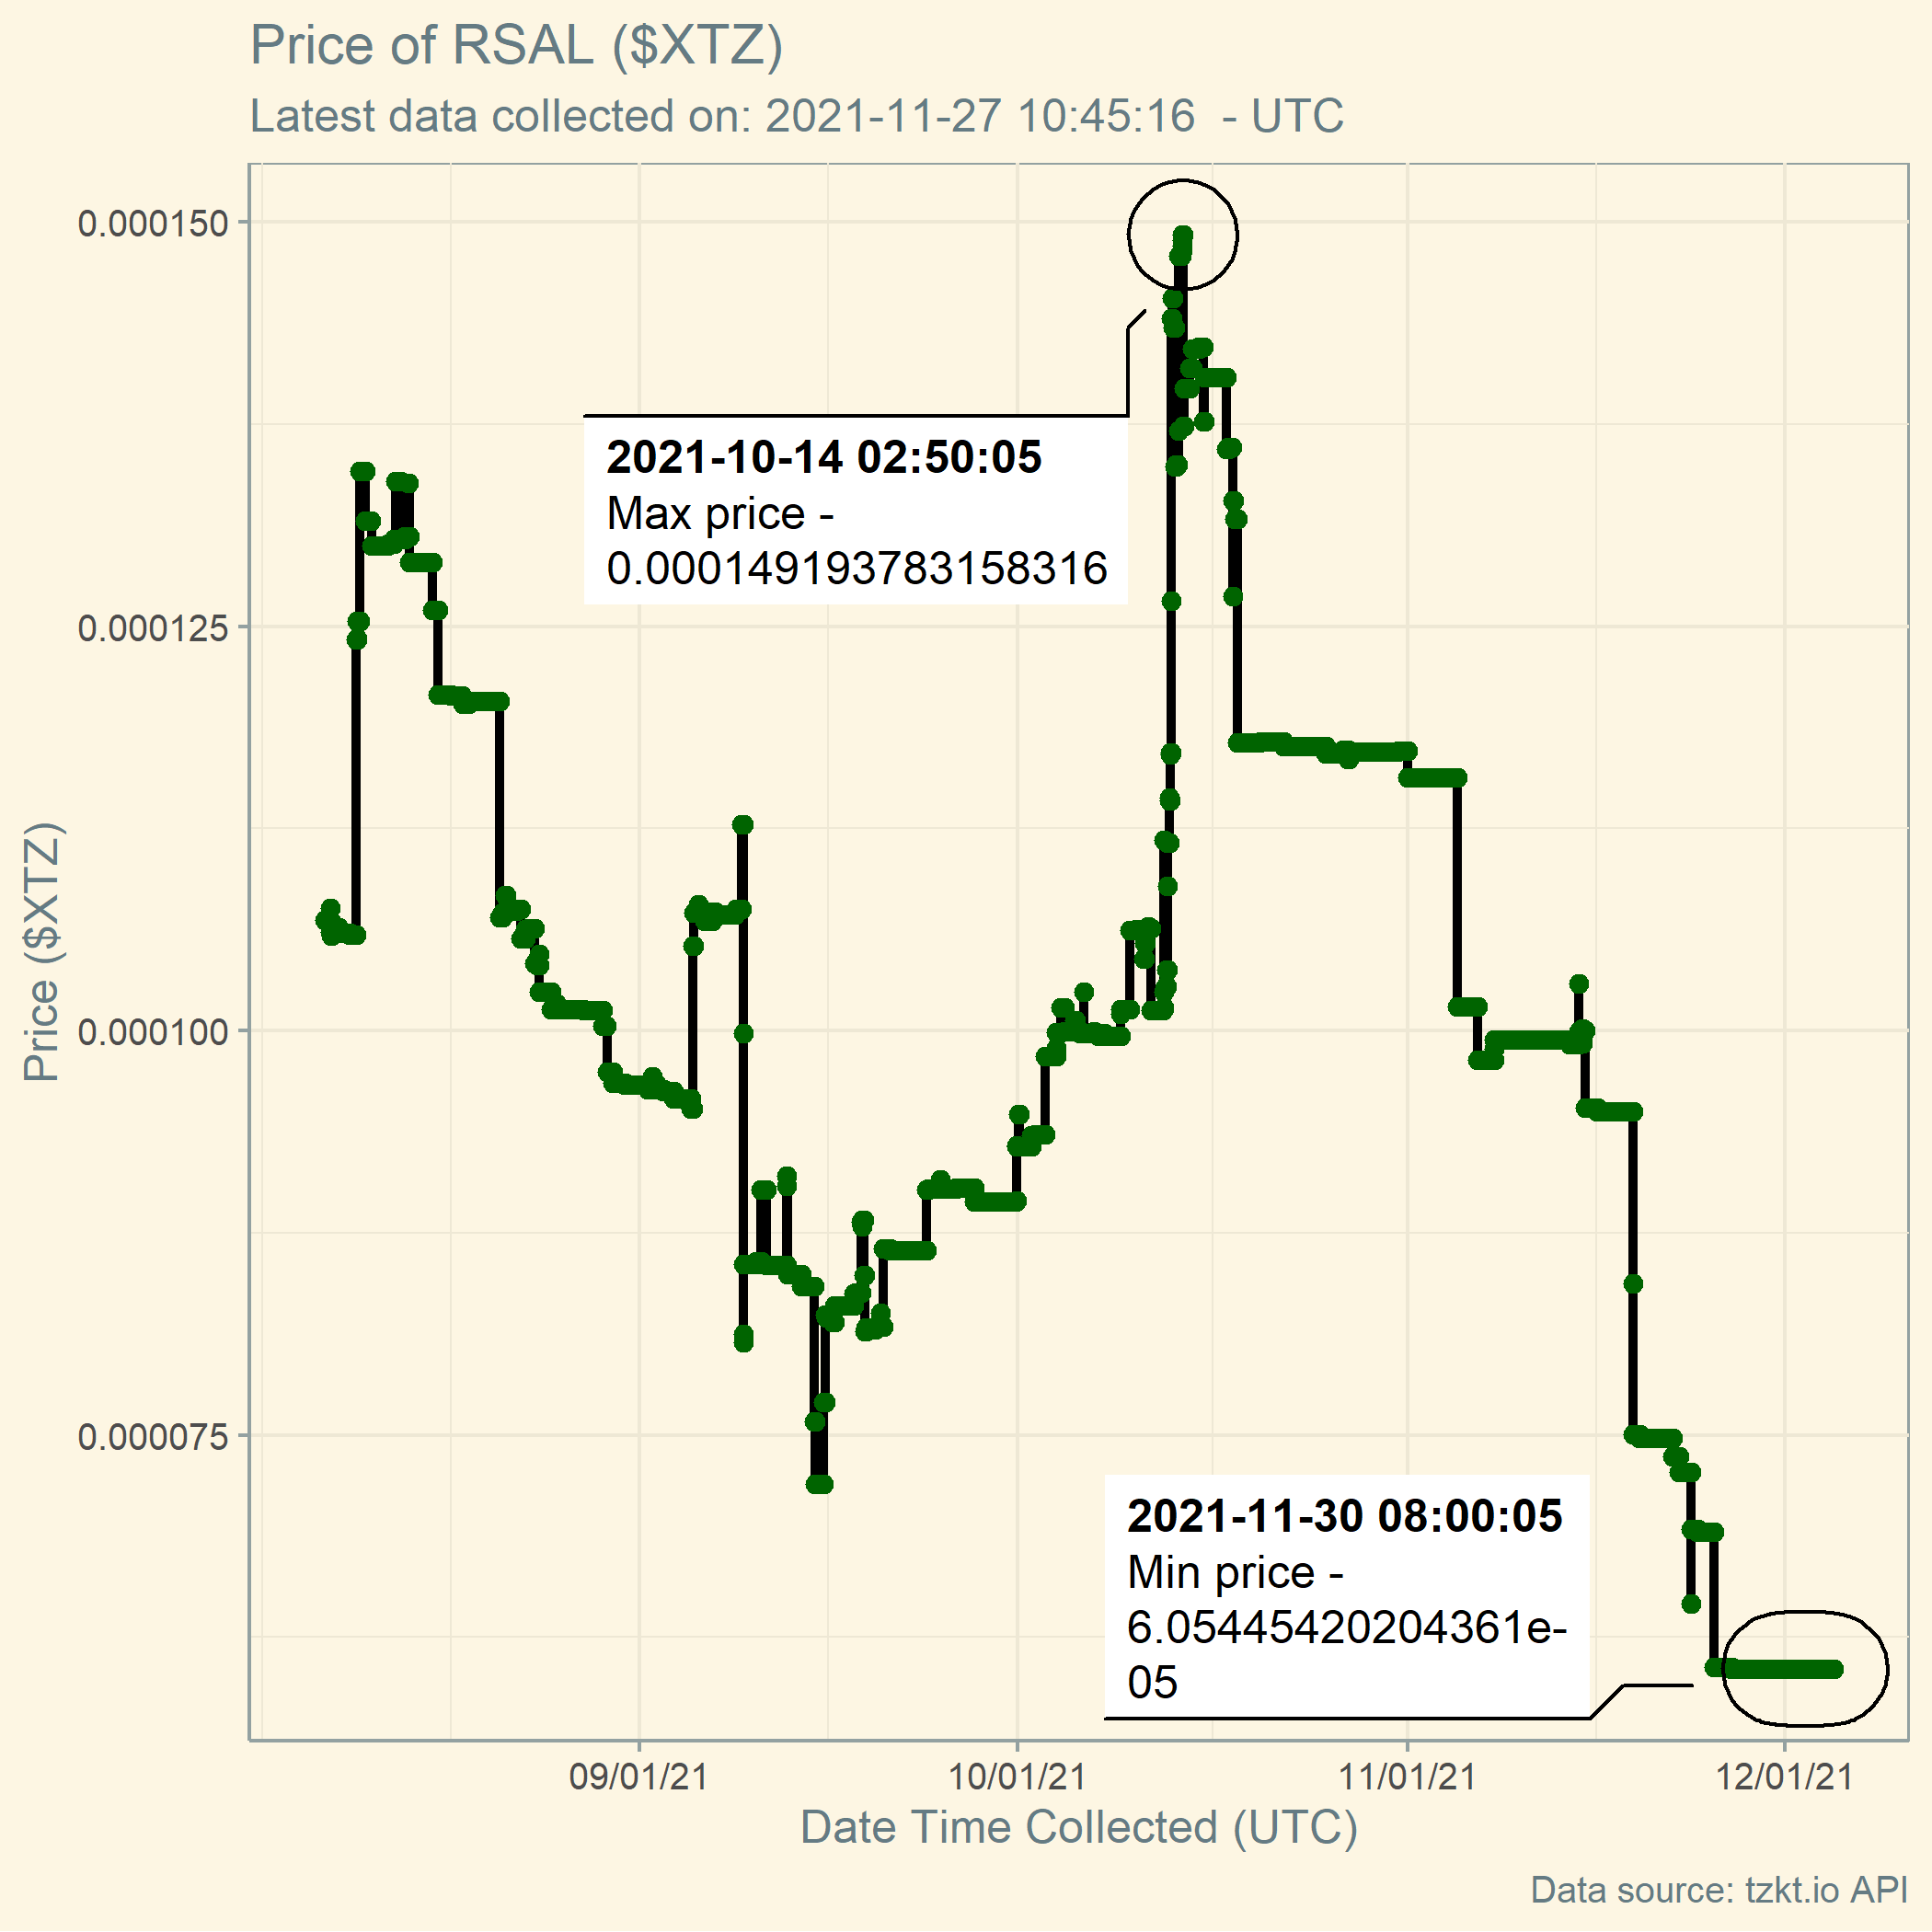 Price of RSAL ($XTZ)
Latest data collected on: 2021-11-27 10:45:16 - UTC
0.000150
0.000125
0.000100
0.000075
Price ($XTZ)
2021-10-14 02:50:05
Max price -
0.000149193783158316
2021-11-30 08:00:05
Min price -
6.05445420204361e-
05
09/01/21
10/01/21
11/01/21
12/01/21
Date Time Collected (UTC)
Data source: tzkt.io API